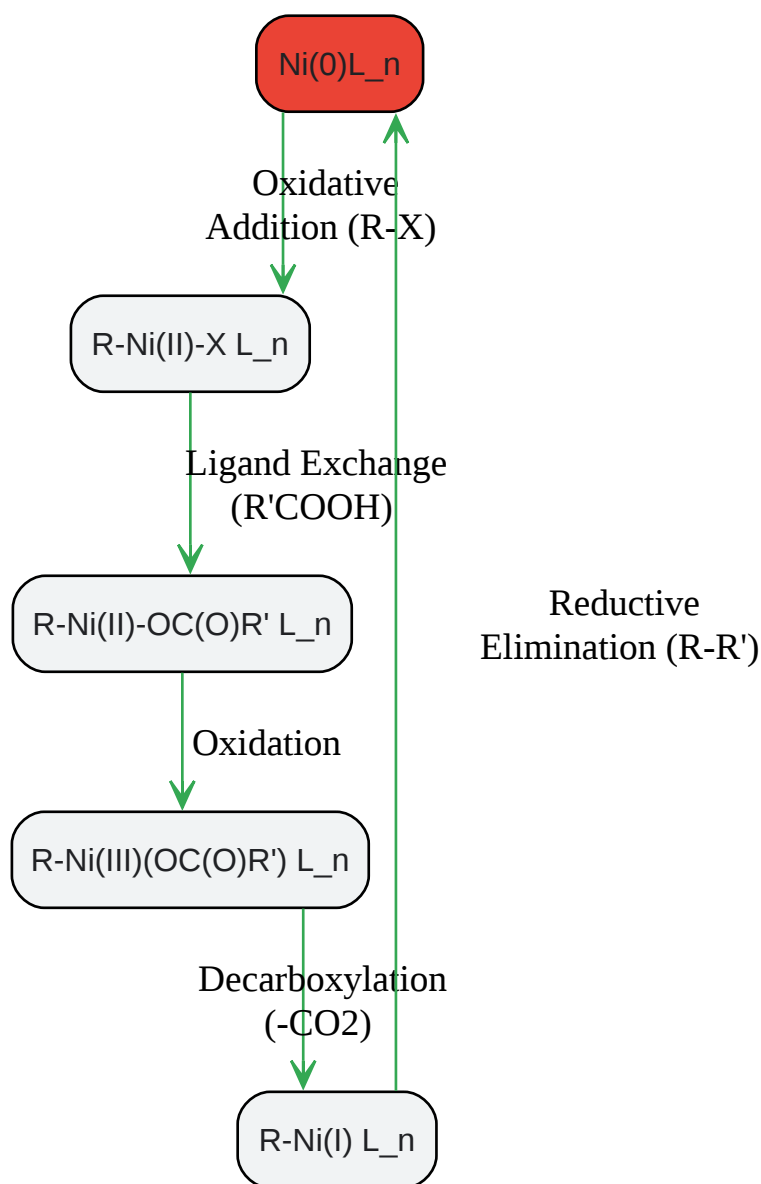 Ni(0)L_n
Oxidative
Addition (R-X)
R-Ni(II)-X L_n
Ligand Exchange
(R'COOH)
R-Ni(II)-OC(O)R' L_n
Reductive
Elimination (R-R')
Oxidation
R-Ni(III)(OC(O)R') L_n
Decarboxylation
(-CO2)
R-Ni(I) L_n